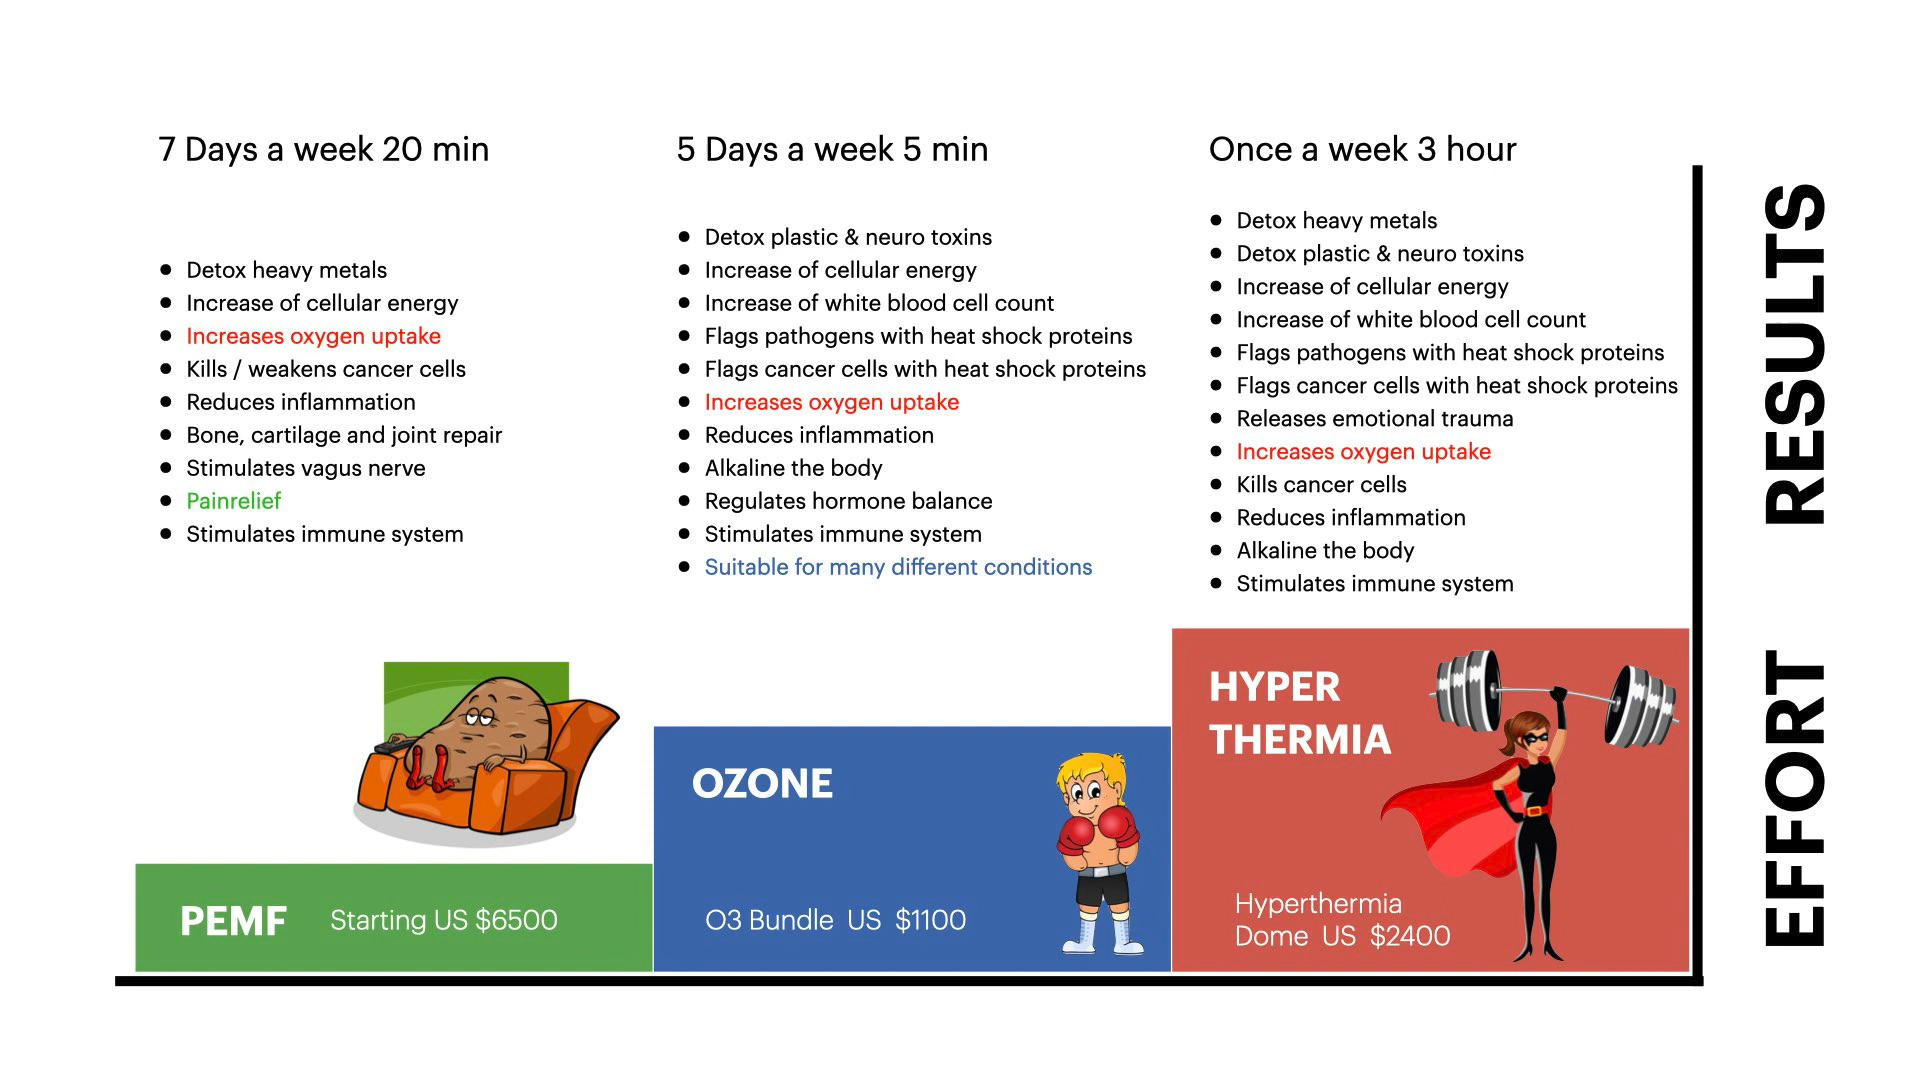 7 Days a week 20 min
Detox heavy metals
Increase of cellular energy
Increases oxygen uptake
Kills / weakens cancer cells
Reduces inflammation
Bone, cartilage and joint repair
Stimulates vagus nerve
Painrelief
Stimulates immune system
PEMF Starting US $6500
5 Days a week 5 min
Detox plastic & neuro toxins
Increase of cellular energy
Increase of white blood cell count
Flags pathogens with heat shock proteins
Flags cancer cells with heat shock proteins
Increases oxygen uptake
Reduces inflammation
Alkaline the body
Regulates hormone balance
Stimulates immune system
Suitable for many different conditions
OZONE
O3 Bundle US $1100
Once a week 3 hour
Detox heavy metals
Detox plastic & neuro toxins
Increase of cellular energy
Increase of white blood cell count
Flags pathogens with heat shock proteins
Flags cancer cells with heat shock proteins
Releases emotional trauma
Increases oxygen uptake
Kills cancer cells
Reduces inflammation
Alkaline the body
Stimulates immune system
HYPER
THERMIA
Hyperthermia
Dome US $2400
EFFORT RESULTS